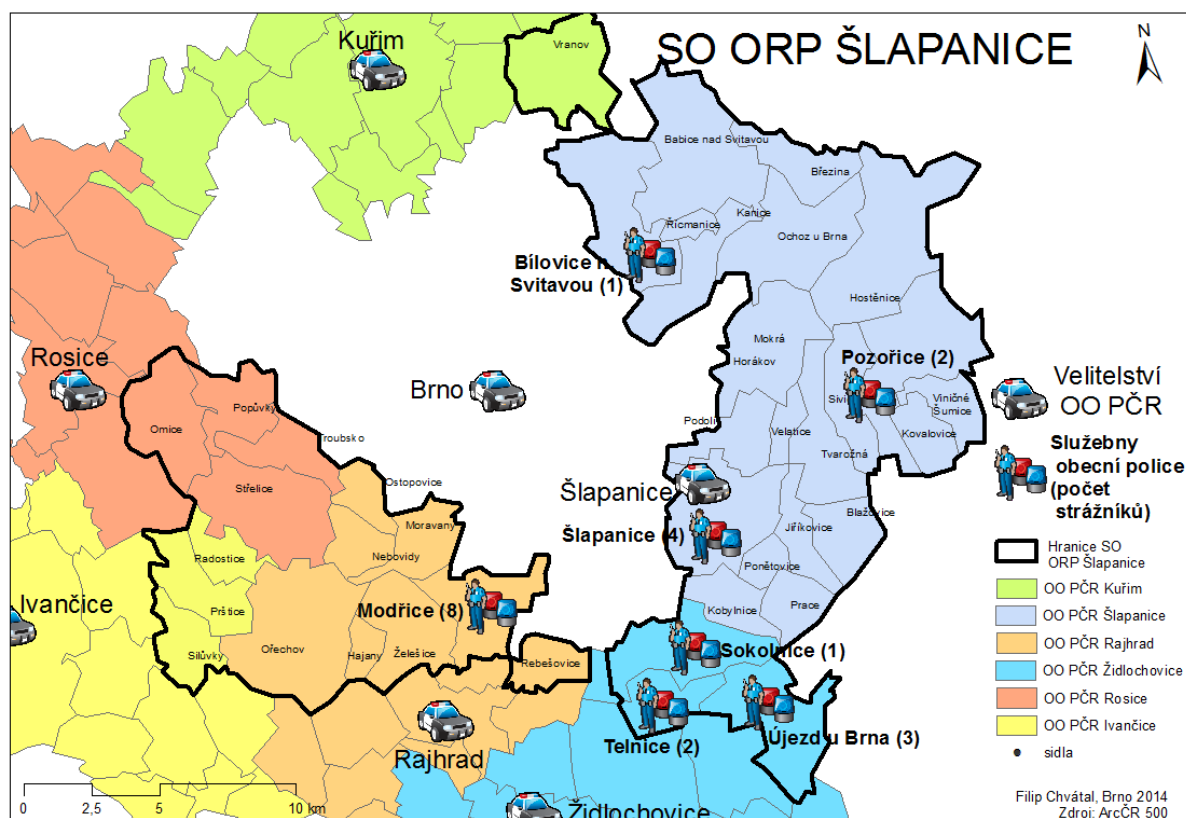 SO ORP ŠLAPANICE
N
Kuřim
Vranov
Babice nad Svitavou
Březina
Kanice
Řícmanice
Ochoz u Brna
Bílovice n.
Svitavou (1)
Hostěnice
Mokrá
Horákov
Pozořice (2)
Rosice
Brno
Velitelství
OO PČR
Popůvky
Omice
Troubsko
Podolí
Sivi
Viničné
Šumice
Velatice
Kovalovice
Tvarožná
Služebny
obecní police
(počet
strážníků)
Střelice
Ostopovice
Šlapanice
Moravany
Blažovice
Jiříkovice
Šlapanice (4)
Nebovidy
Radostice
Ponětovice
Hranice SO
ORP Šlapanice
OO PČR Kuřim
Ivančice
Prštice
Modřice (8)
Kobylnice
Prace
OO PČR Šlapanice
OO PČR Rajhrad
Ořechov
Hajany
Želešice
Silůvky
Rebešovice
Sokolnice (1)
OO PČR Židlochovice
OO PČR Rosice
OO PČR Ivančice
Rajhrad
Telnice (2)
Újezd u Brna (3)
sidla
0 2,5 5 10 km
Židlochovice
Filip Chvátal, Brno 2014
Zdroj: ArcČR 500